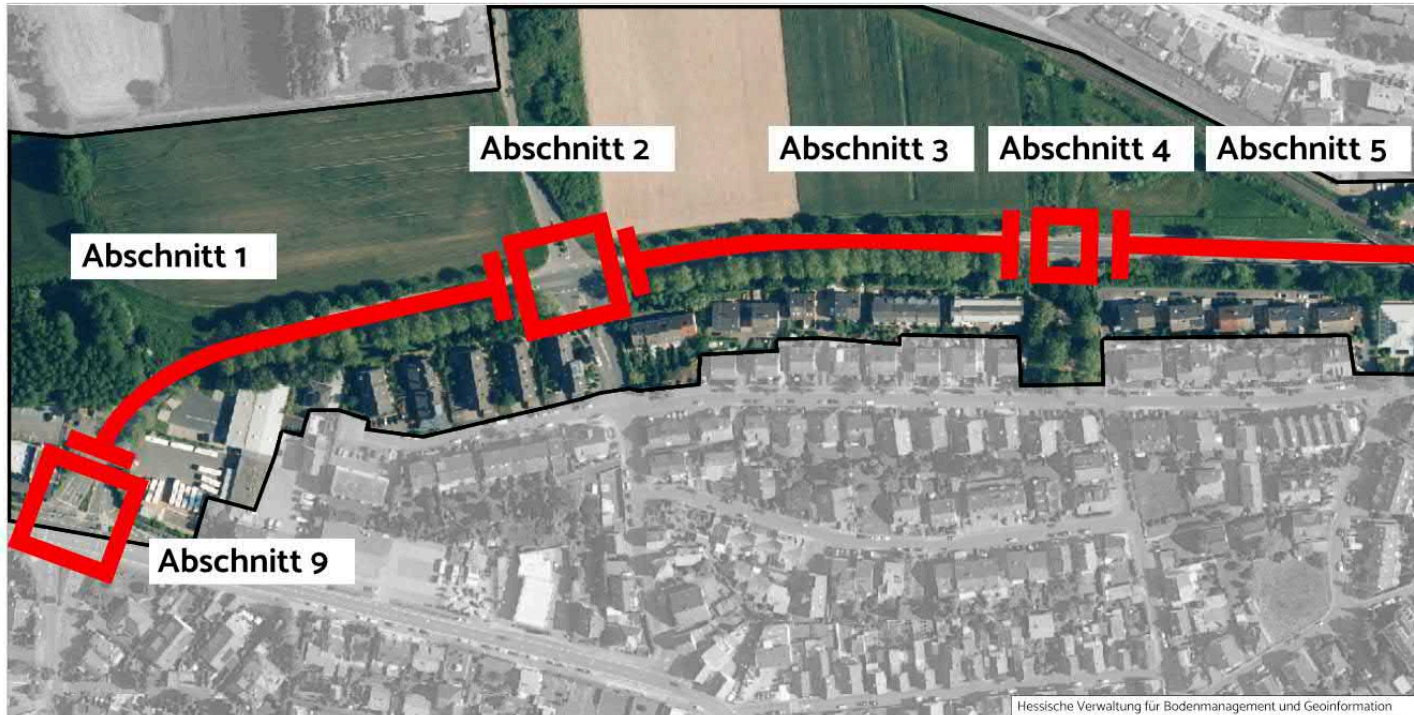 Abschnitt 2
Abschnitt 3
Abschnitt 4
Abschnitt 5
Abschnitt 1
Abschnitt 9
Hessische Verwaltung für Bodenmanagement und Geoinformation